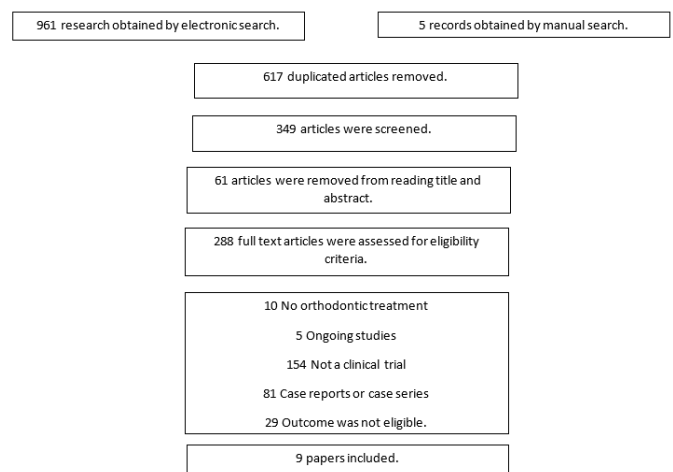 961 research obtained by electronic search.
5 records obtained by manual search.
617 duplicated articles removed.
349 articles were screened.
61 articles were removed from reading title and
abstract.
288 full text articles were assessed for eligibility
criteria.
10 No orthodontic treatment
5 Ongoing studies
154 Not a clinical trial
81 Case reports or case series
29 Outcome was not eligible.
9 papers included.